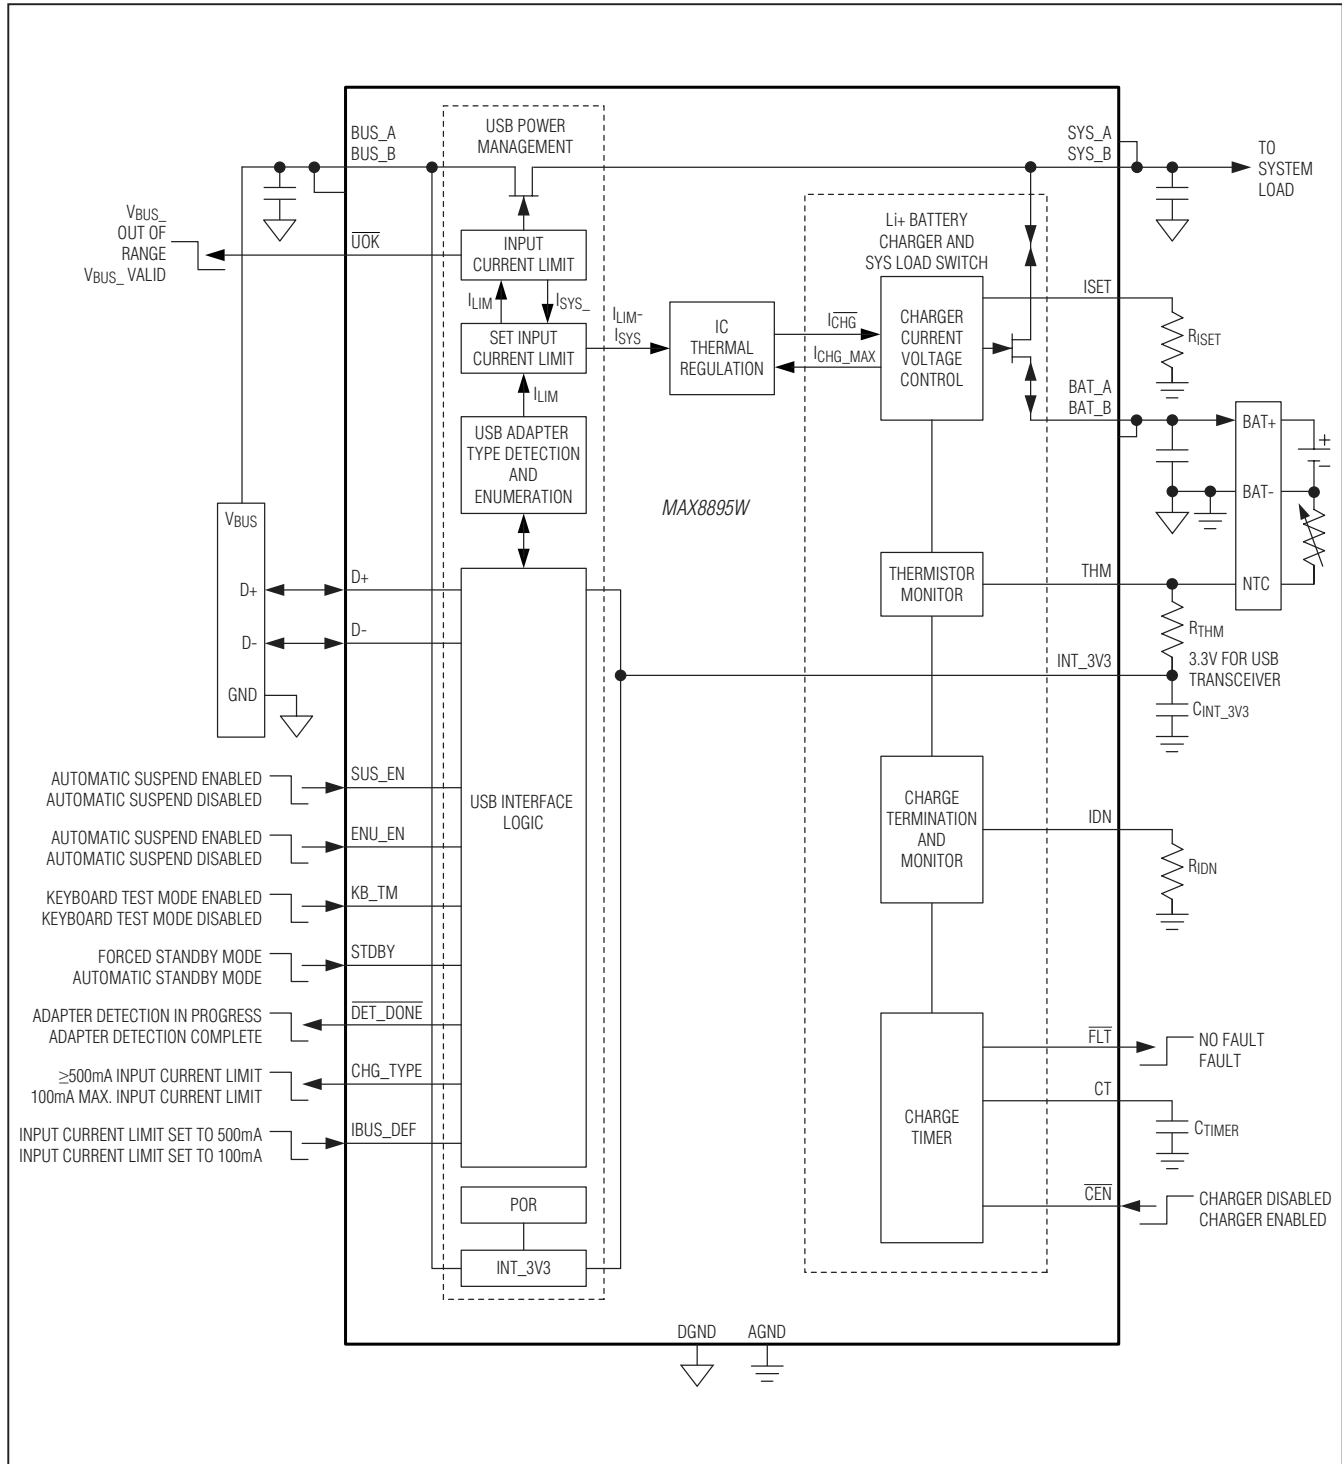 BUS_A
BUS_B
USB POWER
MANAGEMENT
SYS_A
SYS_B
TO
SYSTEM
LOAD
VBUS_
OUT OF
RANGE
VBUS_ VALID
UOK
INPUT
CURRENT LIMIT
ILIM
ISYS_
SET INPUT
CURRENT LIMIT
ILIM
USB ADAPTER
TYPE DETECTION
AND
ENUMERATION
ILIM-
ISYS
IC
THERMAL
REGULATION
ICHG
ICHG_MAX
Li+ BATTERY
CHARGER AND
SYS LOAD SWITCH
CHARGER
CURRENT
VOLTAGE
CONTROL
ISET
RISET
BAT_A
BAT_B
BAT+
+
−
BAT-
NTC
MAX8895W
VBUS
D+
D-
GND
D+
D-
THERMISTOR
MONITOR
THM
RTHM
INT_3V3
3.3V FOR USB
TRANSCEIVER
CINT_3V3
AUTOMATIC SUSPEND ENABLED
AUTOMATIC SUSPEND DISABLED
SUS_EN
AUTOMATIC SUSPEND ENABLED
AUTOMATIC SUSPEND DISABLED
ENU_EN
KEYBOARD TEST MODE ENABLED
KEYBOARD TEST MODE DISABLED
KB_TM
FORCED STANDBY MODE
AUTOMATIC STANDBY MODE
STDBY
ADAPTER DETECTION IN PROGRESS
ADAPTER DETECTION COMPLETE
DET_DONE
≥500mA INPUT CURRENT LIMIT
100mA MAX. INPUT CURRENT LIMIT
CHG_TYPE
INPUT CURRENT LIMIT SET TO 500mA
INPUT CURRENT LIMIT SET TO 100mA
IBUS_DEF
USB INTERFACE
LOGIC
POR
INT_3V3
CHARGE
TERMINATION
AND
MONITOR
IDN
RIDN
CHARGE
TIMER
FLT
NO FAULT
FAULT
CT
CTIMER
CEN
CHARGER DISABLED
CHARGER ENABLED
DGND
AGND